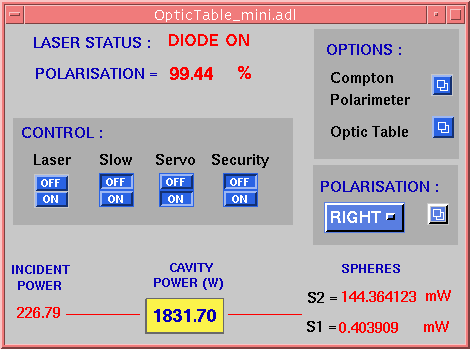 OpticTable_mini.adl
LASER STATUS : DIODE ON
POLARISATION = 99.44 %
OPTIONS :
Compton
Polarimeter
Optic Table
CONTROL :
Laser Slow Servo Security
OFF OFF OFF OFF
ON ON ON ON
POLARISATION :
RIGHT
INCIDENT
POWER
226.79
CAVITY
POWER (W)
1831.70
SPHERES
S2 = 144.364123 mW
S1 = 0.403909 mW